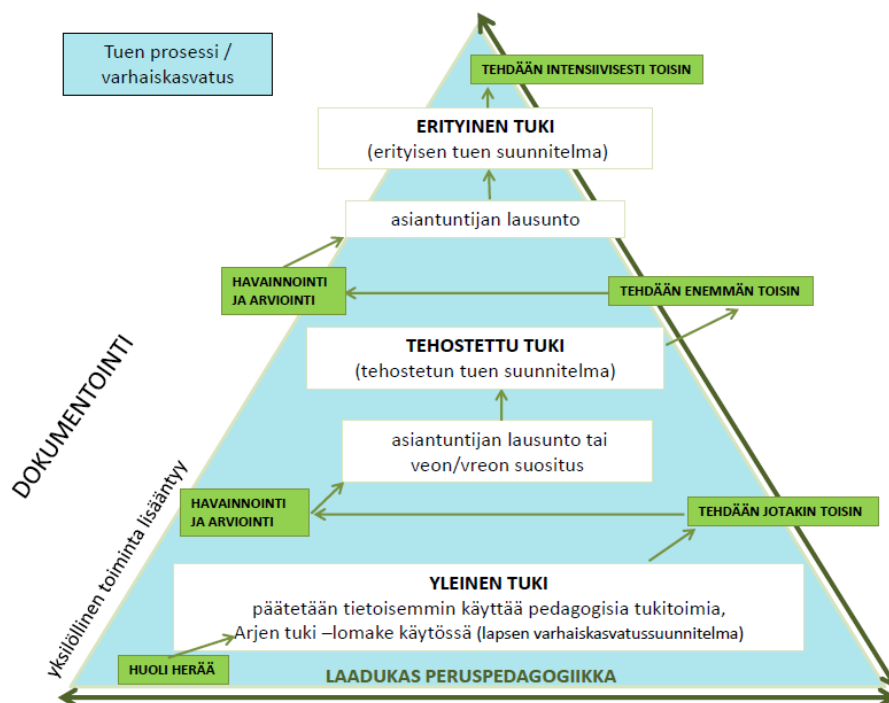 Tuen prosessi /
varhaiskasvatus
TEHDÄÄN INTENSIIVISESTI TOISIN
ERITYINEN TUKI
(erityisen tuen suunnitelma)
asiantuntijan lausunto
HAVAINNOINTI
JA ARVIOINTI
TEHDÄÄN ENEMMÄN TOISIN
TEHOSTETTU TUKI
(tehostetun tuen suunnitelma)
asiantuntijan lausunto tai
veon/vreon suositus
HAVAINNOINTI
JA ARVIOINTI
TEHDÄÄN JOTAKIN TOISIN
YLEINEN TUKI
päätetään tietoisemmin käyttää pedagogisia tukitoimia,
Arjen tuki –lomake käytössä (lapsen varhaiskasvatussuunnitelma)
HUOLI HERÄÄ
LAADUKAS PERUSPEDAGOGIIKKA
DOKUMENTOINTI
yksilöllinen toiminta lisääntyy